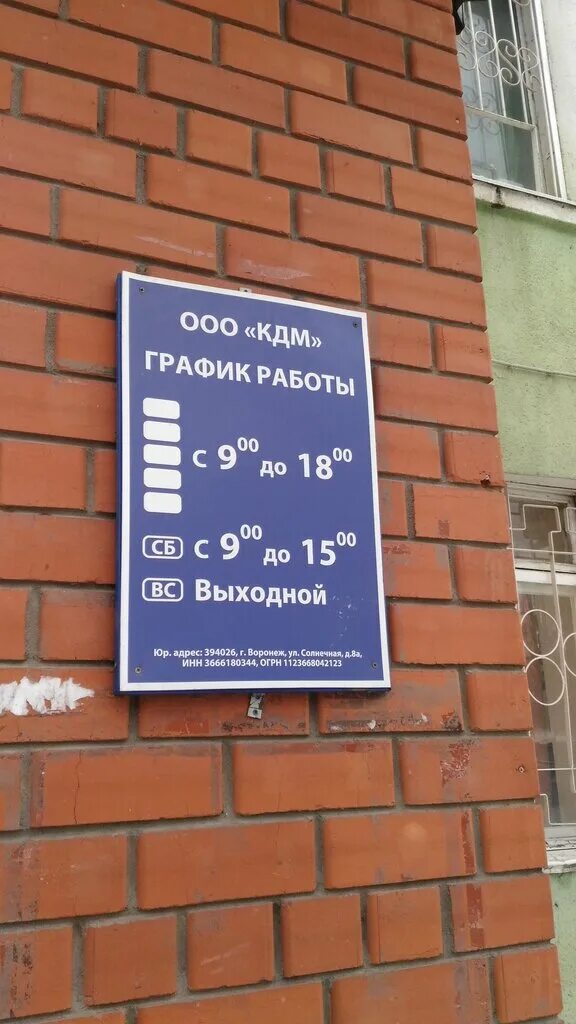 ООО «КДМ»
ГРАФИК РАБОТЫ
с 9⁰⁰ до 18⁰⁰
СБ с 9⁰⁰ до 15⁰⁰
ВС Выходной
Юр. адрес: 394026, г. Воронеж, ул. Солнечная, д.8а,
ИНН 3666180344, ОГРН 1123668042123